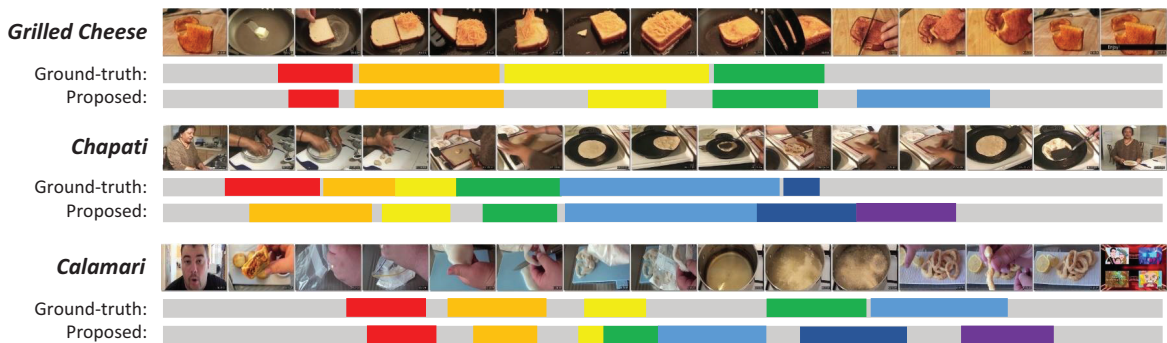 Grilled Cheese
Ground-truth:
Proposed:
Chapati
Ground-truth:
Proposed:
Calamari
Ground-truth:
Proposed: